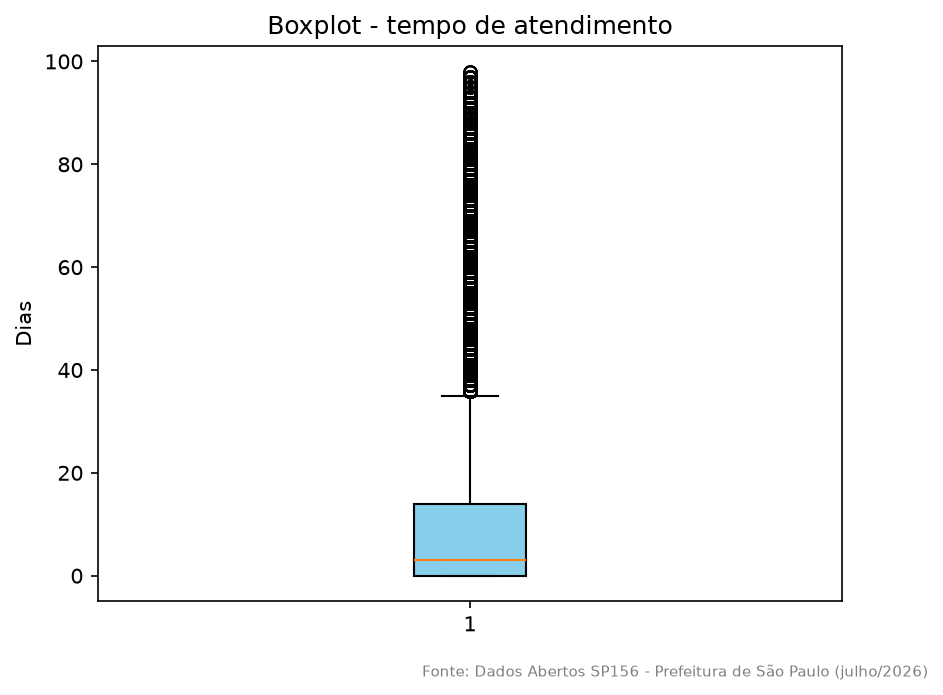 Boxplot - tempo de atendimento
100
80
60
40
20
0
Dias
1
Fonte: Dados Abertos SP156 - Prefeitura de São Paulo (julho/2026)